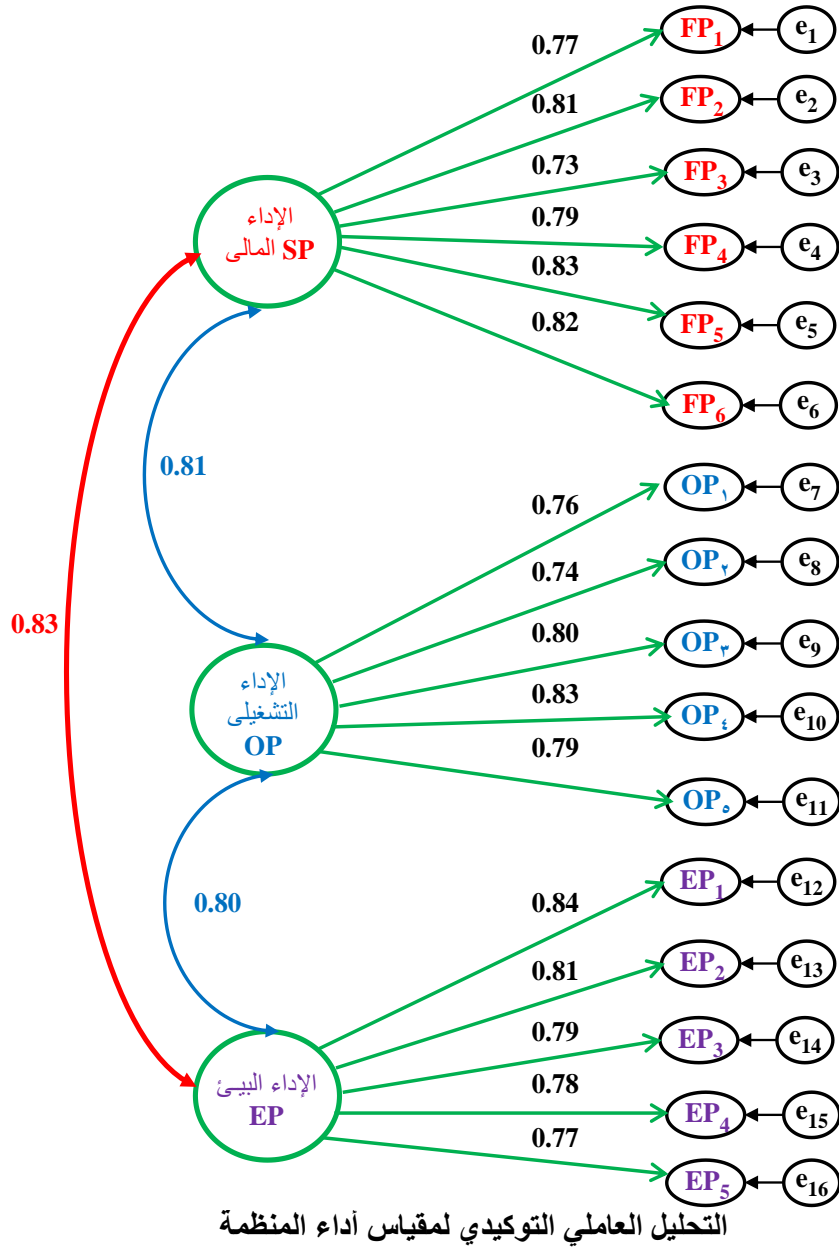 0.77
FP1
e1
0.81
FP2
e2
0.73
FP3
e3
الإداء
المالى SP
0.79
FP4
e4
0.83
FP5
e5
0.82
FP6
e6
0.81
0.76
OP١
e7
0.74
OP٢
e8
0.83
0.80
OP٣
e9
الإداء
التشغيلى
OP
0.83
OP٤
e10
0.79
OP٥
e11
0.80
0.84
EP1
e12
0.81
EP2
e13
0.79
EP3
e14
الإداء البيـئ
EP
0.78
EP4
e15
0.77
EP5
e16
التحليل العاملي التوكيدي لمقياس أداء المنظمة